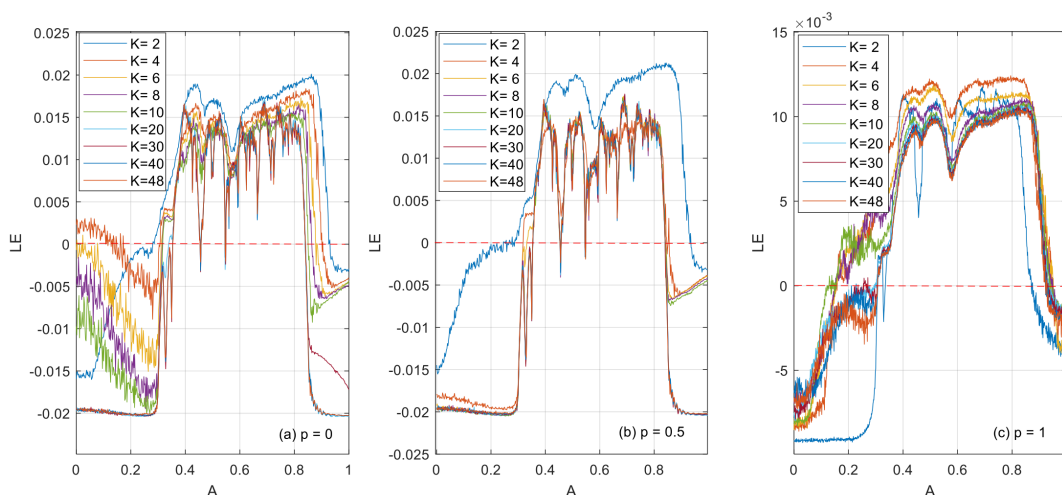 0.025
0.02
0.015
0.01
0.005
0
-0.005
-0.01
-0.015
-0.02
LE
K= 2
K= 4
K= 6
K= 8
K=10
K=20
K=30
K=40
K=48
(a) p = 0
0
0.2
0.4
0.6
0.8
1
A
0.025
0.02
0.015
0.01
0.005
0
-0.005
-0.01
-0.015
-0.02
-0.025
LE
K= 2
K= 4
K= 6
K= 8
K=10
K=20
K=30
K=40
K=48
(b) p = 0.5
0
0.2
0.4
0.6
0.8
A
×10⁻³
15
10
5
0
-5
LE
K= 2
K= 4
K= 6
K= 8
K=10
K=20
K=30
K=40
K=48
(c) p = 1
0
0.2
0.4
0.6
0.8
A